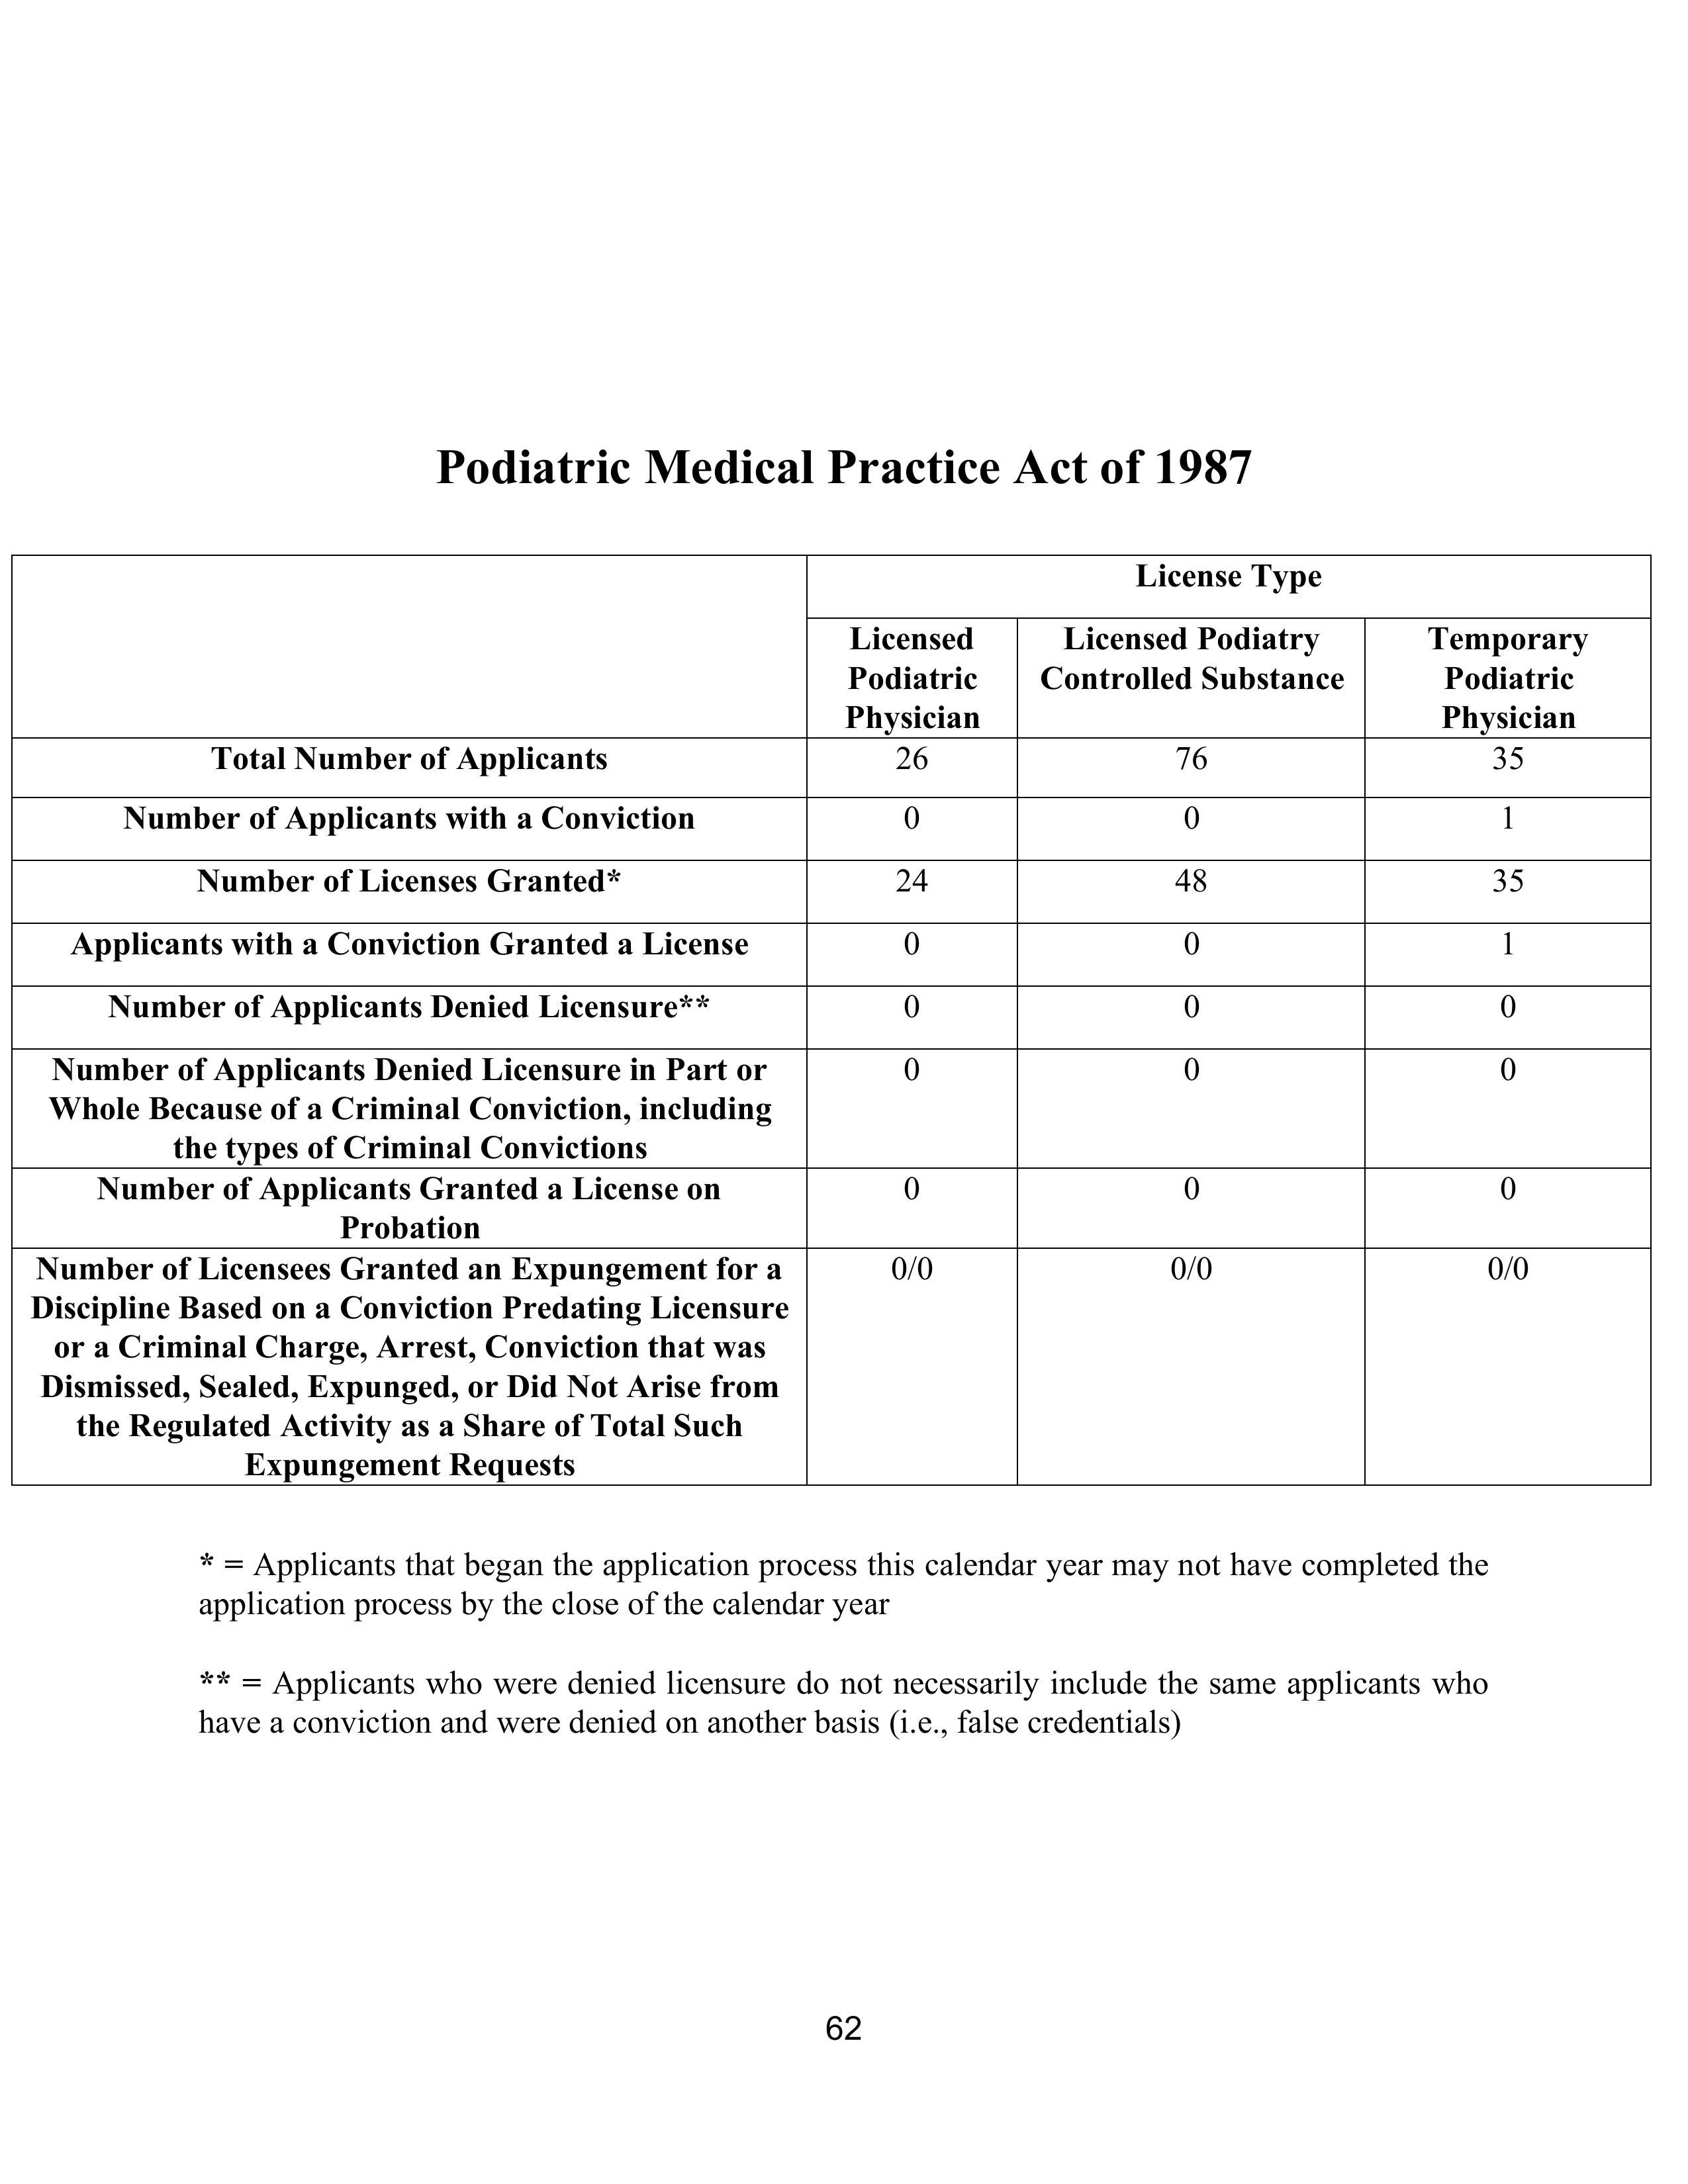 Podiatric Medical Practice Act of 1987
License Type
Licensed
Podiatric
Physician
Licensed Podiatry
Controlled Substance
Temporary
Podiatric
Physician
Total Number of Applicants 26 76 35
Number of Applicants with a Conviction 0 0 1
Number of Licenses Granted* 24 48 35
Applicants with a Conviction Granted a License 0 0 1
Number of Applicants Denied Licensure** 0 0 0
Number of Applicants Denied Licensure in Part or 0 0 0
Whole Because of a Criminal Conviction, including
the types of Criminal Convictions
Number of Applicants Granted a License on 0 0 0
Probation
Number of Licensees Granted an Expungement for a 0/0 0/0 0/0
Discipline Based on a Conviction Predating Licensure
or a Criminal Charge, Arrest, Conviction that was
Dismissed, Sealed, Expunged, or Did Not Arise from
the Regulated Activity as a Share of Total Such
Expungement Requests
* = Applicants that began the application process this calendar year may not have completed the
application process by the close of the calendar year
** = Applicants who were denied licensure do not necessarily include the same applicants who
have a conviction and were denied on another basis (i.e., false credentials)
62